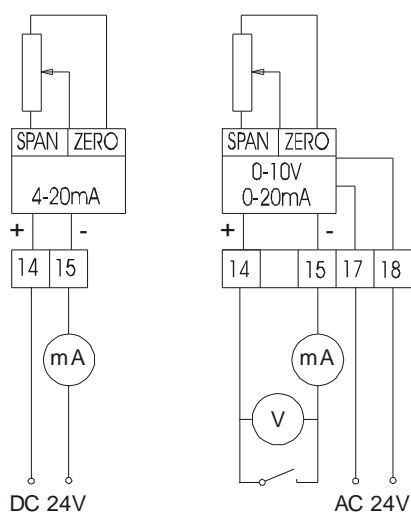 SPAN ZERO
4-20mA
+ -
14 15
mA
DC 24V
SPAN ZERO
0-10V
0-20mA
+ -
14 15 17 18
mA
V
AC 24V